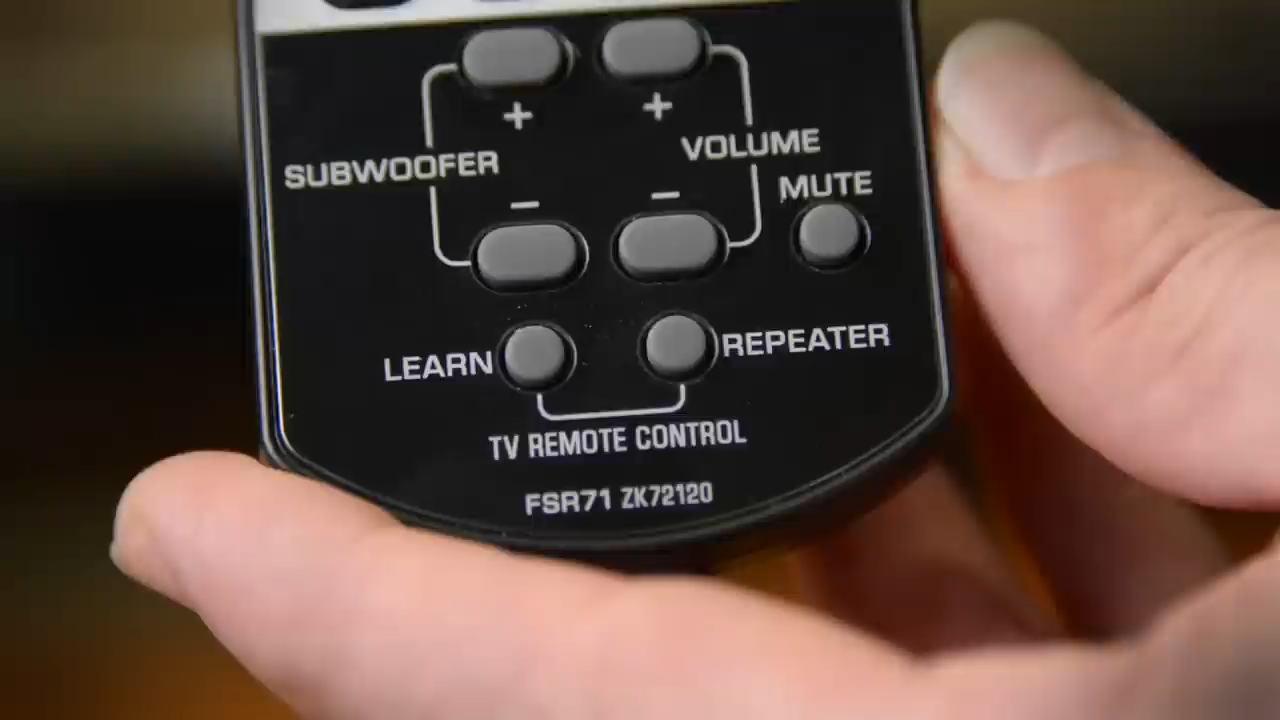 + +
SUBWOOFER
VOLUME
− −
MUTE
LEARN
REPEATER
TV REMOTE CONTROL
FSR71 ZK72120